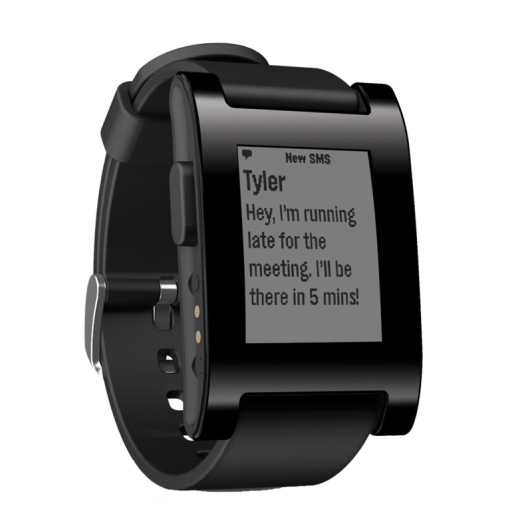 New SMS
Tyler
Hey, I'm running
late for the
meeting. I'll be
there in 5 mins!